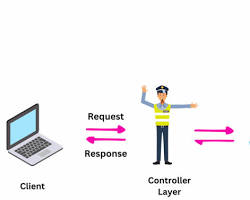 Request
Response
Client
Controller
Layer